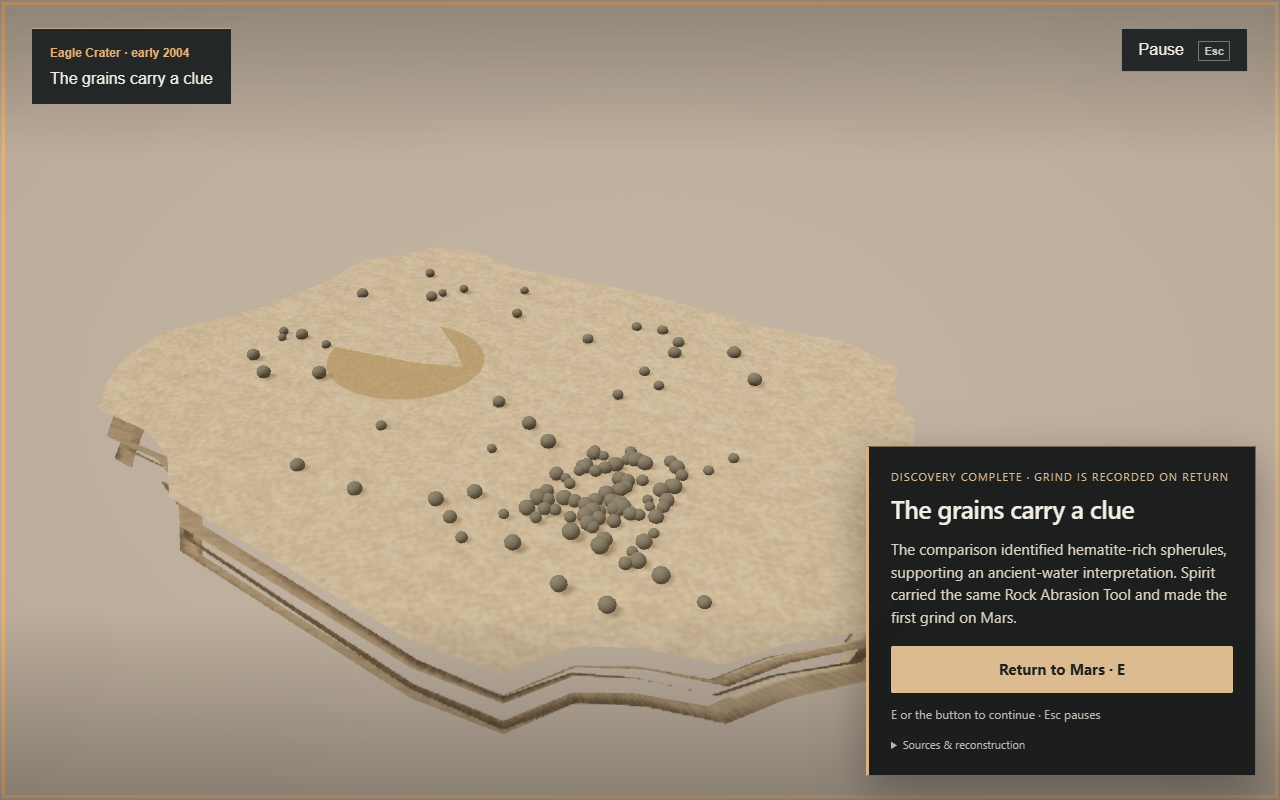 Eagle Crater · early 2004
The grains carry a clue
Pause Esc
DISCOVERY COMPLETE · GRIND IS RECORDED ON RETURN
The grains carry a clue
The comparison identified hematite-rich spherules,
supporting an ancient-water interpretation. Spirit
carried the same Rock Abrasion Tool and made the
first grind on Mars.
Return to Mars · E
E or the button to continue · Esc pauses
Sources & reconstruction